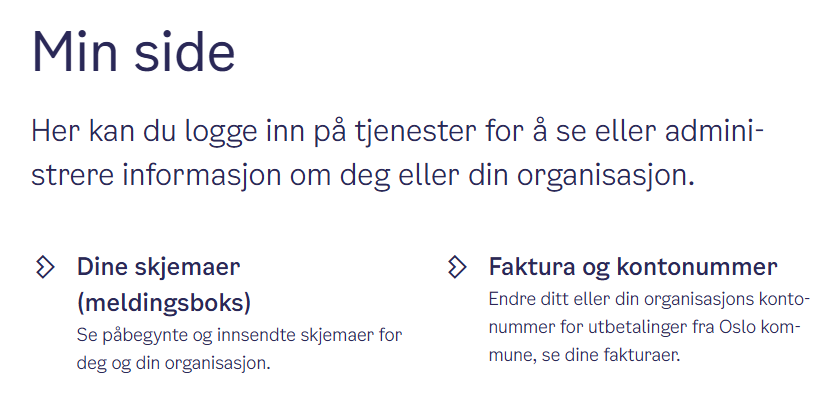 Min side
Her kan du logge inn på tjenester for å se eller admini-
strere informasjon om deg eller din organisasjon.
Dine skjemaer
(meldingsboks)
Se påbegynte og innsendte skjemaer for
deg og din organisasjon.
Faktura og kontonummer
Endre ditt eller din organisasjons konto-
nummer for utbetalinger fra Oslo kom-
mune, se dine fakturaer.